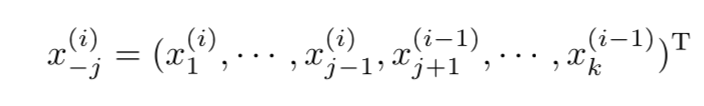 $x_{-j}^{(i)} = (x_1^{(i)}, \cdots, x_{j-1}^{(i)}, x_{j+1}^{(i-1)}, \cdots, x_k^{(i-1)})^{\mathrm{T}}$